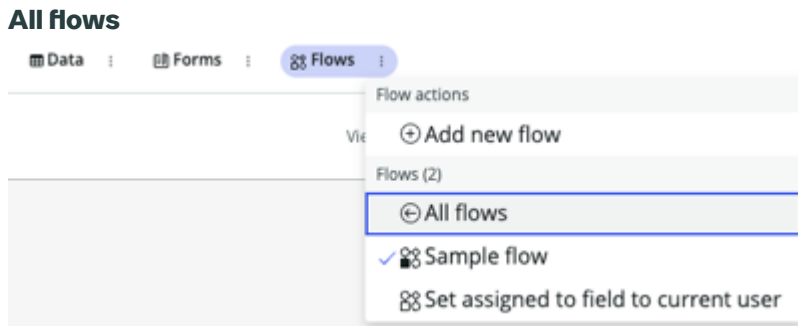 All flows
Data Forms Flows
Flow actions
Vie
Add new flow
Flows (2)
All flows
Sample flow
Set assigned to field to current user